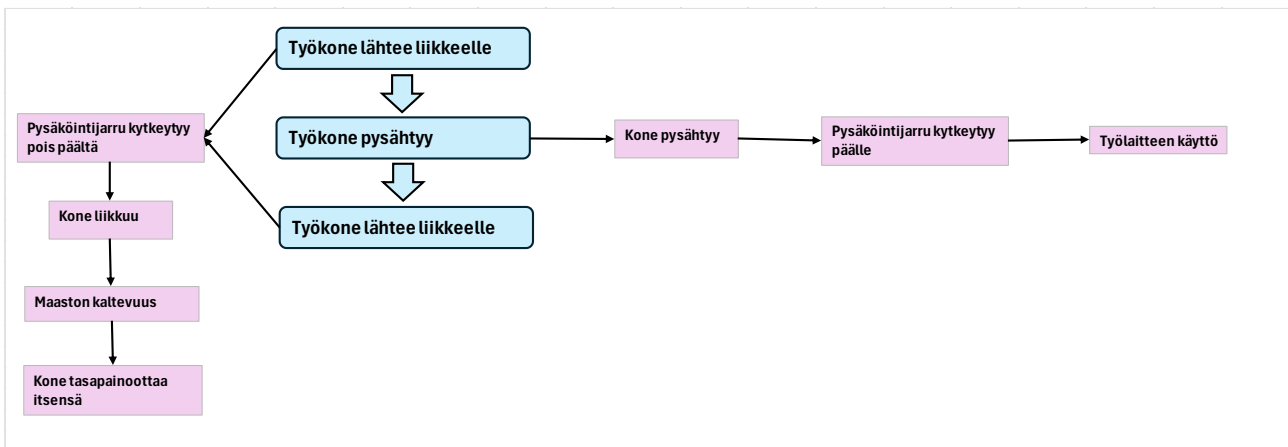 Työkone lähtee liikkeelle
Pysäköintijarru kytkeytyy
pois päältä
Työkone pysähtyy
Kone pysähtyy
Pysäköintijarru kytkeytyy
päälle
Työlaitteen käyttö
Kone liikkuu
Työkone lähtee liikkeelle
Maaston kaltevuus
Kone tasapainoottaa
itsensä